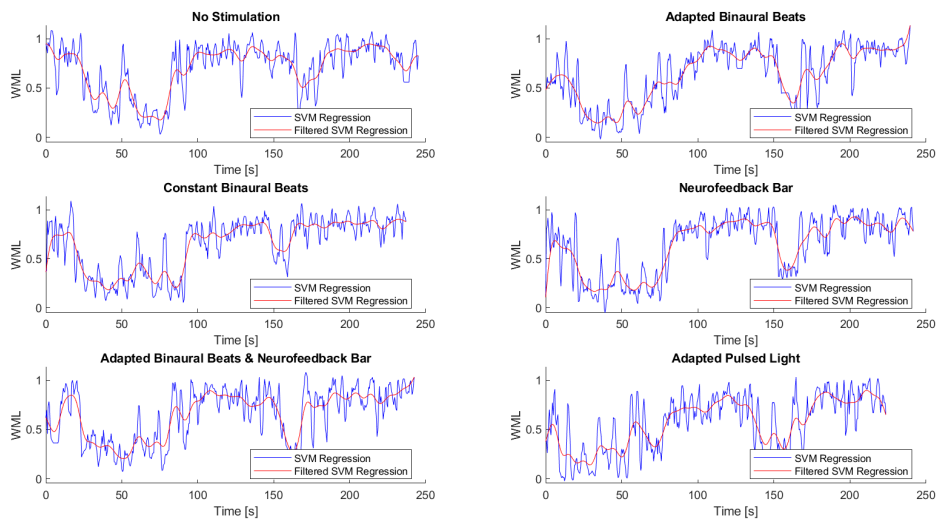 No Stimulation
1
0.5
0
WML
0 50 100 150 200 250
Time [s]
SVM Regression
Filtered SVM Regression
Adapted Binaural Beats
1
0.5
0
WML
0 50 100 150 200 250
Time [s]
SVM Regression
Filtered SVM Regression
Constant Binaural Beats
1
0.5
0
WML
0 50 100 150 200 250
Time [s]
SVM Regression
Filtered SVM Regression
Neurofeedback Bar
1
0.5
0
WML
0 50 100 150 200 250
Time [s]
SVM Regression
Filtered SVM Regression
Adapted Binaural Beats & Neurofeedback Bar
1
0.5
0
WML
0 50 100 150 200 250
Time [s]
SVM Regression
Filtered SVM Regression
Adapted Pulsed Light
1
0.5
0
WML
0 50 100 150 200 250
Time [s]
SVM Regression
Filtered SVM Regression